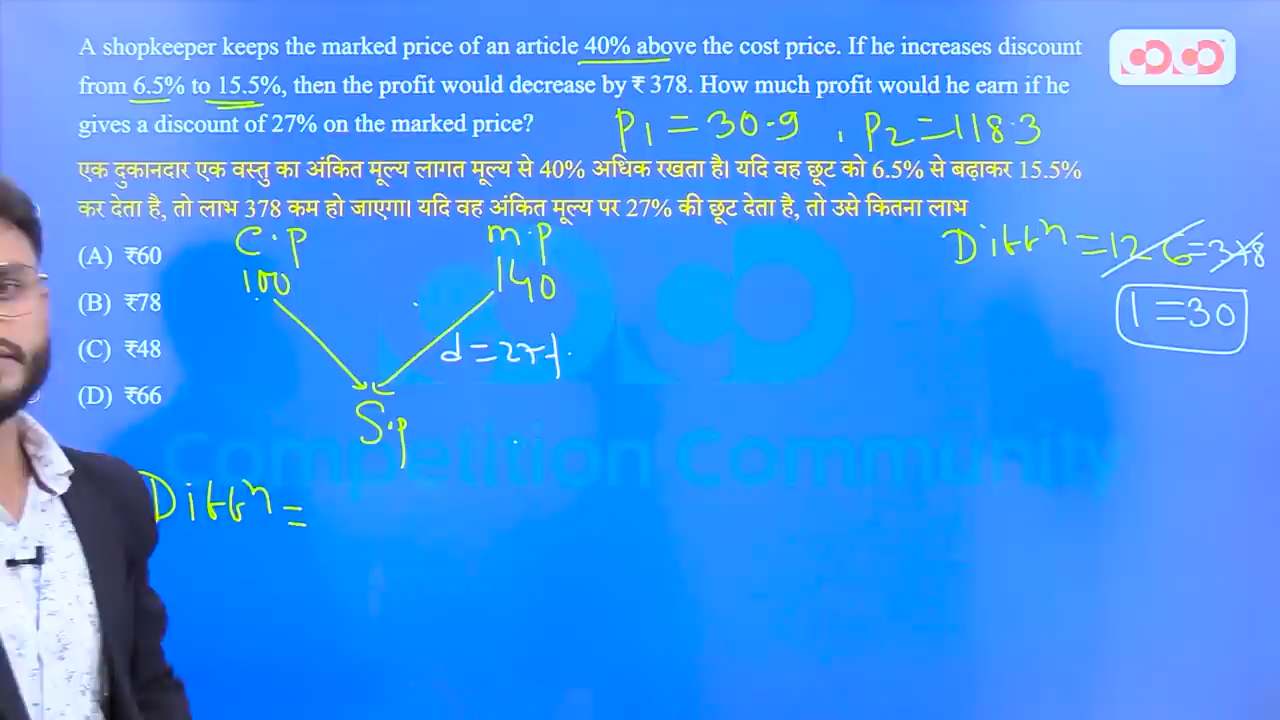 A shopkeeper keeps the marked price of an article 40% above the cost price. If he increases discount
from 6.5% to 15.5%, then the profit would decrease by ₹ 378. How much profit would he earn if he
gives a discount of 27% on the marked price?
P1 = 30.9 , P2 = 118.3
एक दुकानदार एक वस्तु का अंकित मूल्य लागत मूल्य से 40% अधिक रखता है। यदि वह छूट को 6.5% से बढ़ाकर 15.5%
कर देता है, तो लाभ 378 कम हो जाएगा। यदि वह अंकित मूल्य पर 27% की छूट देता है, तो उसे कितना लाभ
C.P
100
m.p
140
Diffn = 12.6 = 378
1 = 30
(A) ₹60
(B) ₹78
(C) ₹48
(D) ₹66
d = 27%
S.P
Diffn =
Competition Community